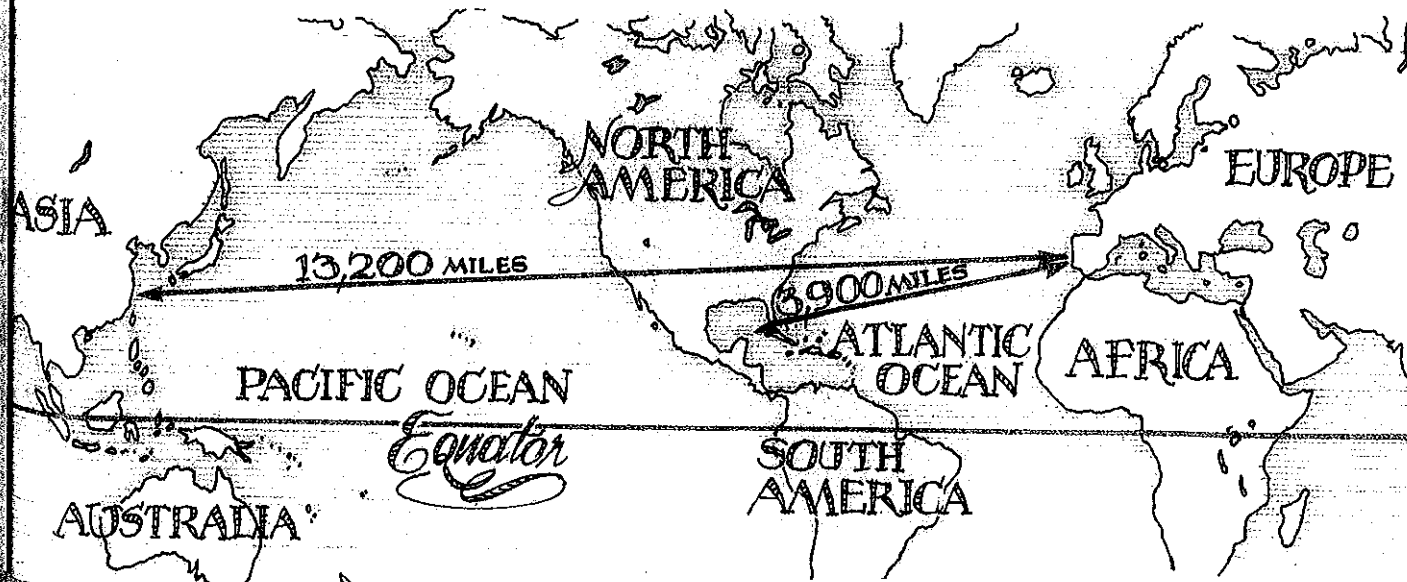 NORTH
AMERICA
EUROPE
ASIA
13,200 MILES
3,900 MILES
ATLANTIC
OCEAN
AFRICA
PACIFIC OCEAN
Equator
SOUTH
AMERICA
AUSTRALIA